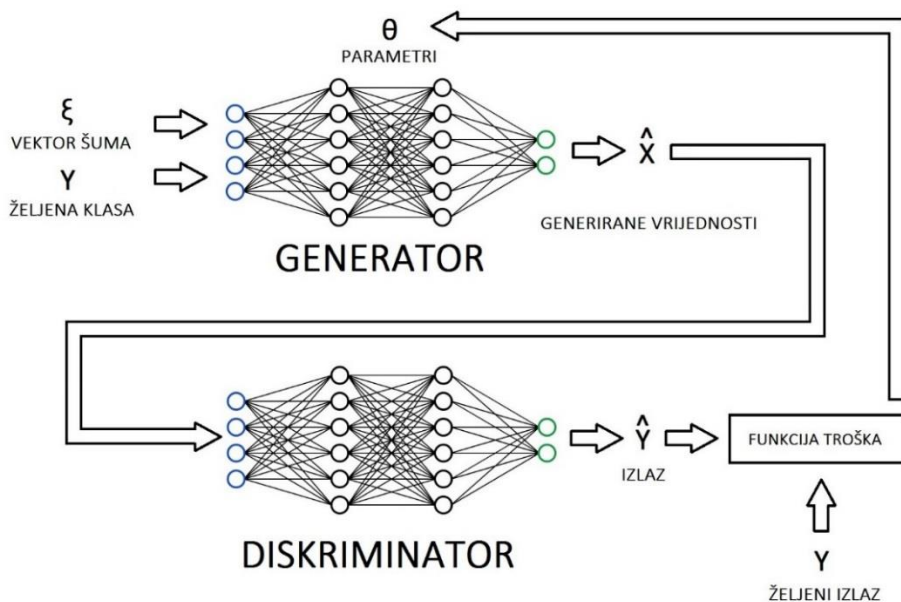 θ
PARAMETRI
ξ
VEKTOR ŠUMA
Y
ŽELJENA KLASA
X̂
GENERIRANE VRIJEDNOSTI
GENERATOR
Ŷ
IZLAZ
FUNKCIJA TROŠKA
DISKRIMINATOR
Y
ŽELJENI IZLAZ